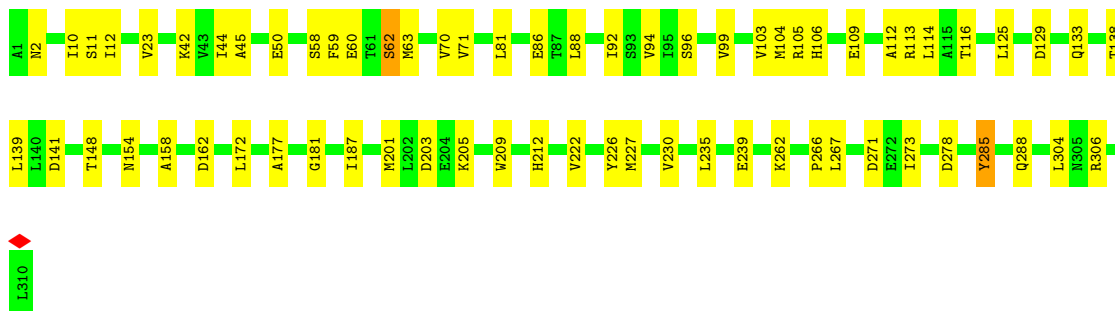 A1 N2 I10 S11 I12 V23 K42 V43 I44 A45 E50 S58 F59 E60 T61 S62 M63 V70 V71 L81 E86 T87 L88 I92 S93 V94 I95 S96 V99 V103 M104 R105 H106 E109 A112 R113 L114 A115 T116 L125 D129 Q133 T138
L139 L140 D141 T148 N154 A158 D162 L172 A177 G181 I187 M201 L202 D203 E204 K205 W209 H212 V222 Y226 M227 V230 L235 E239 K262 P266 L267 D271 E272 I273 D278 Y285 Q288 L304 N305 R306
L310